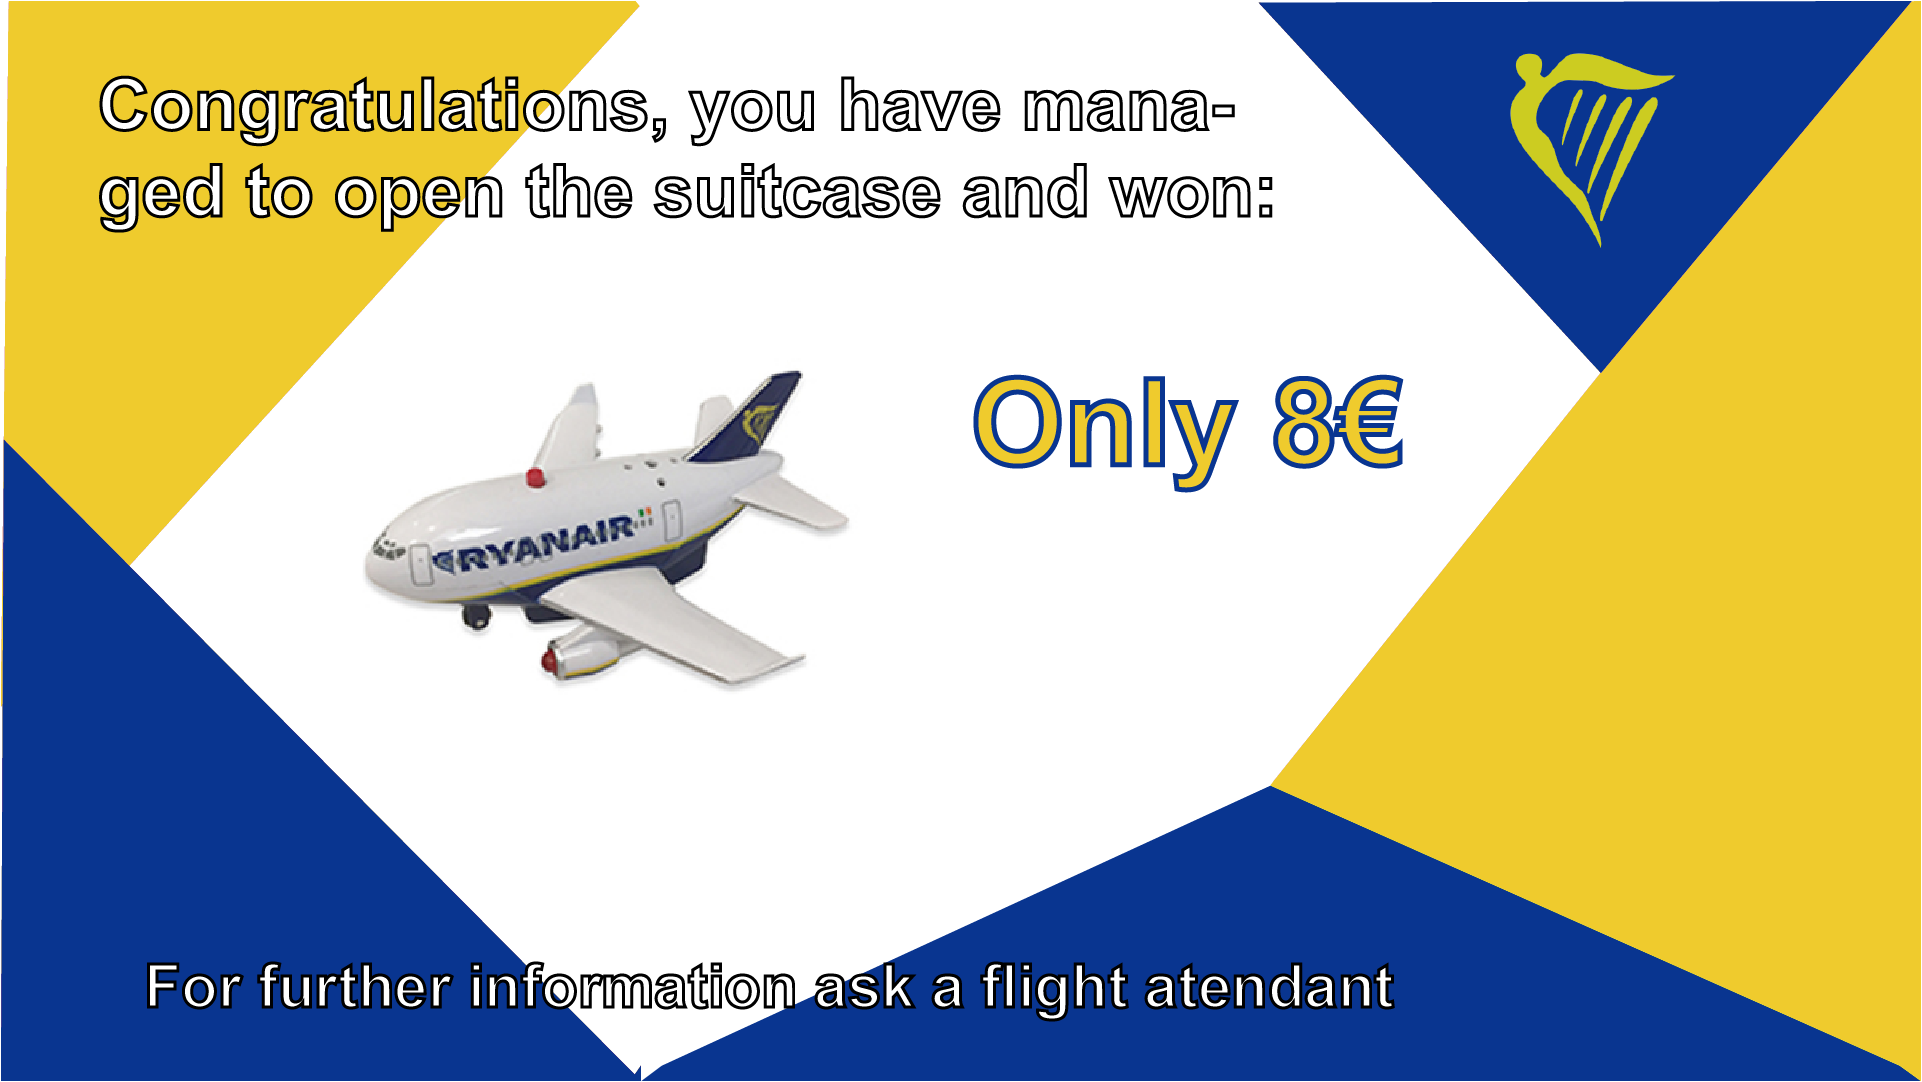 Congratulations, you have mana-
ged to open the suitcase and won:
Only 8€
RYANAIR
For further information ask a flight atendant